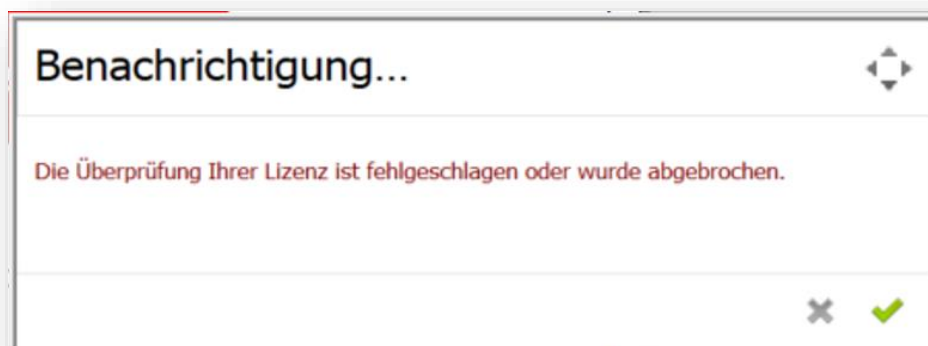 Benachrichtigung...
Die Überprüfung Ihrer Lizenz ist fehlgeschlagen oder wurde abgebrochen.